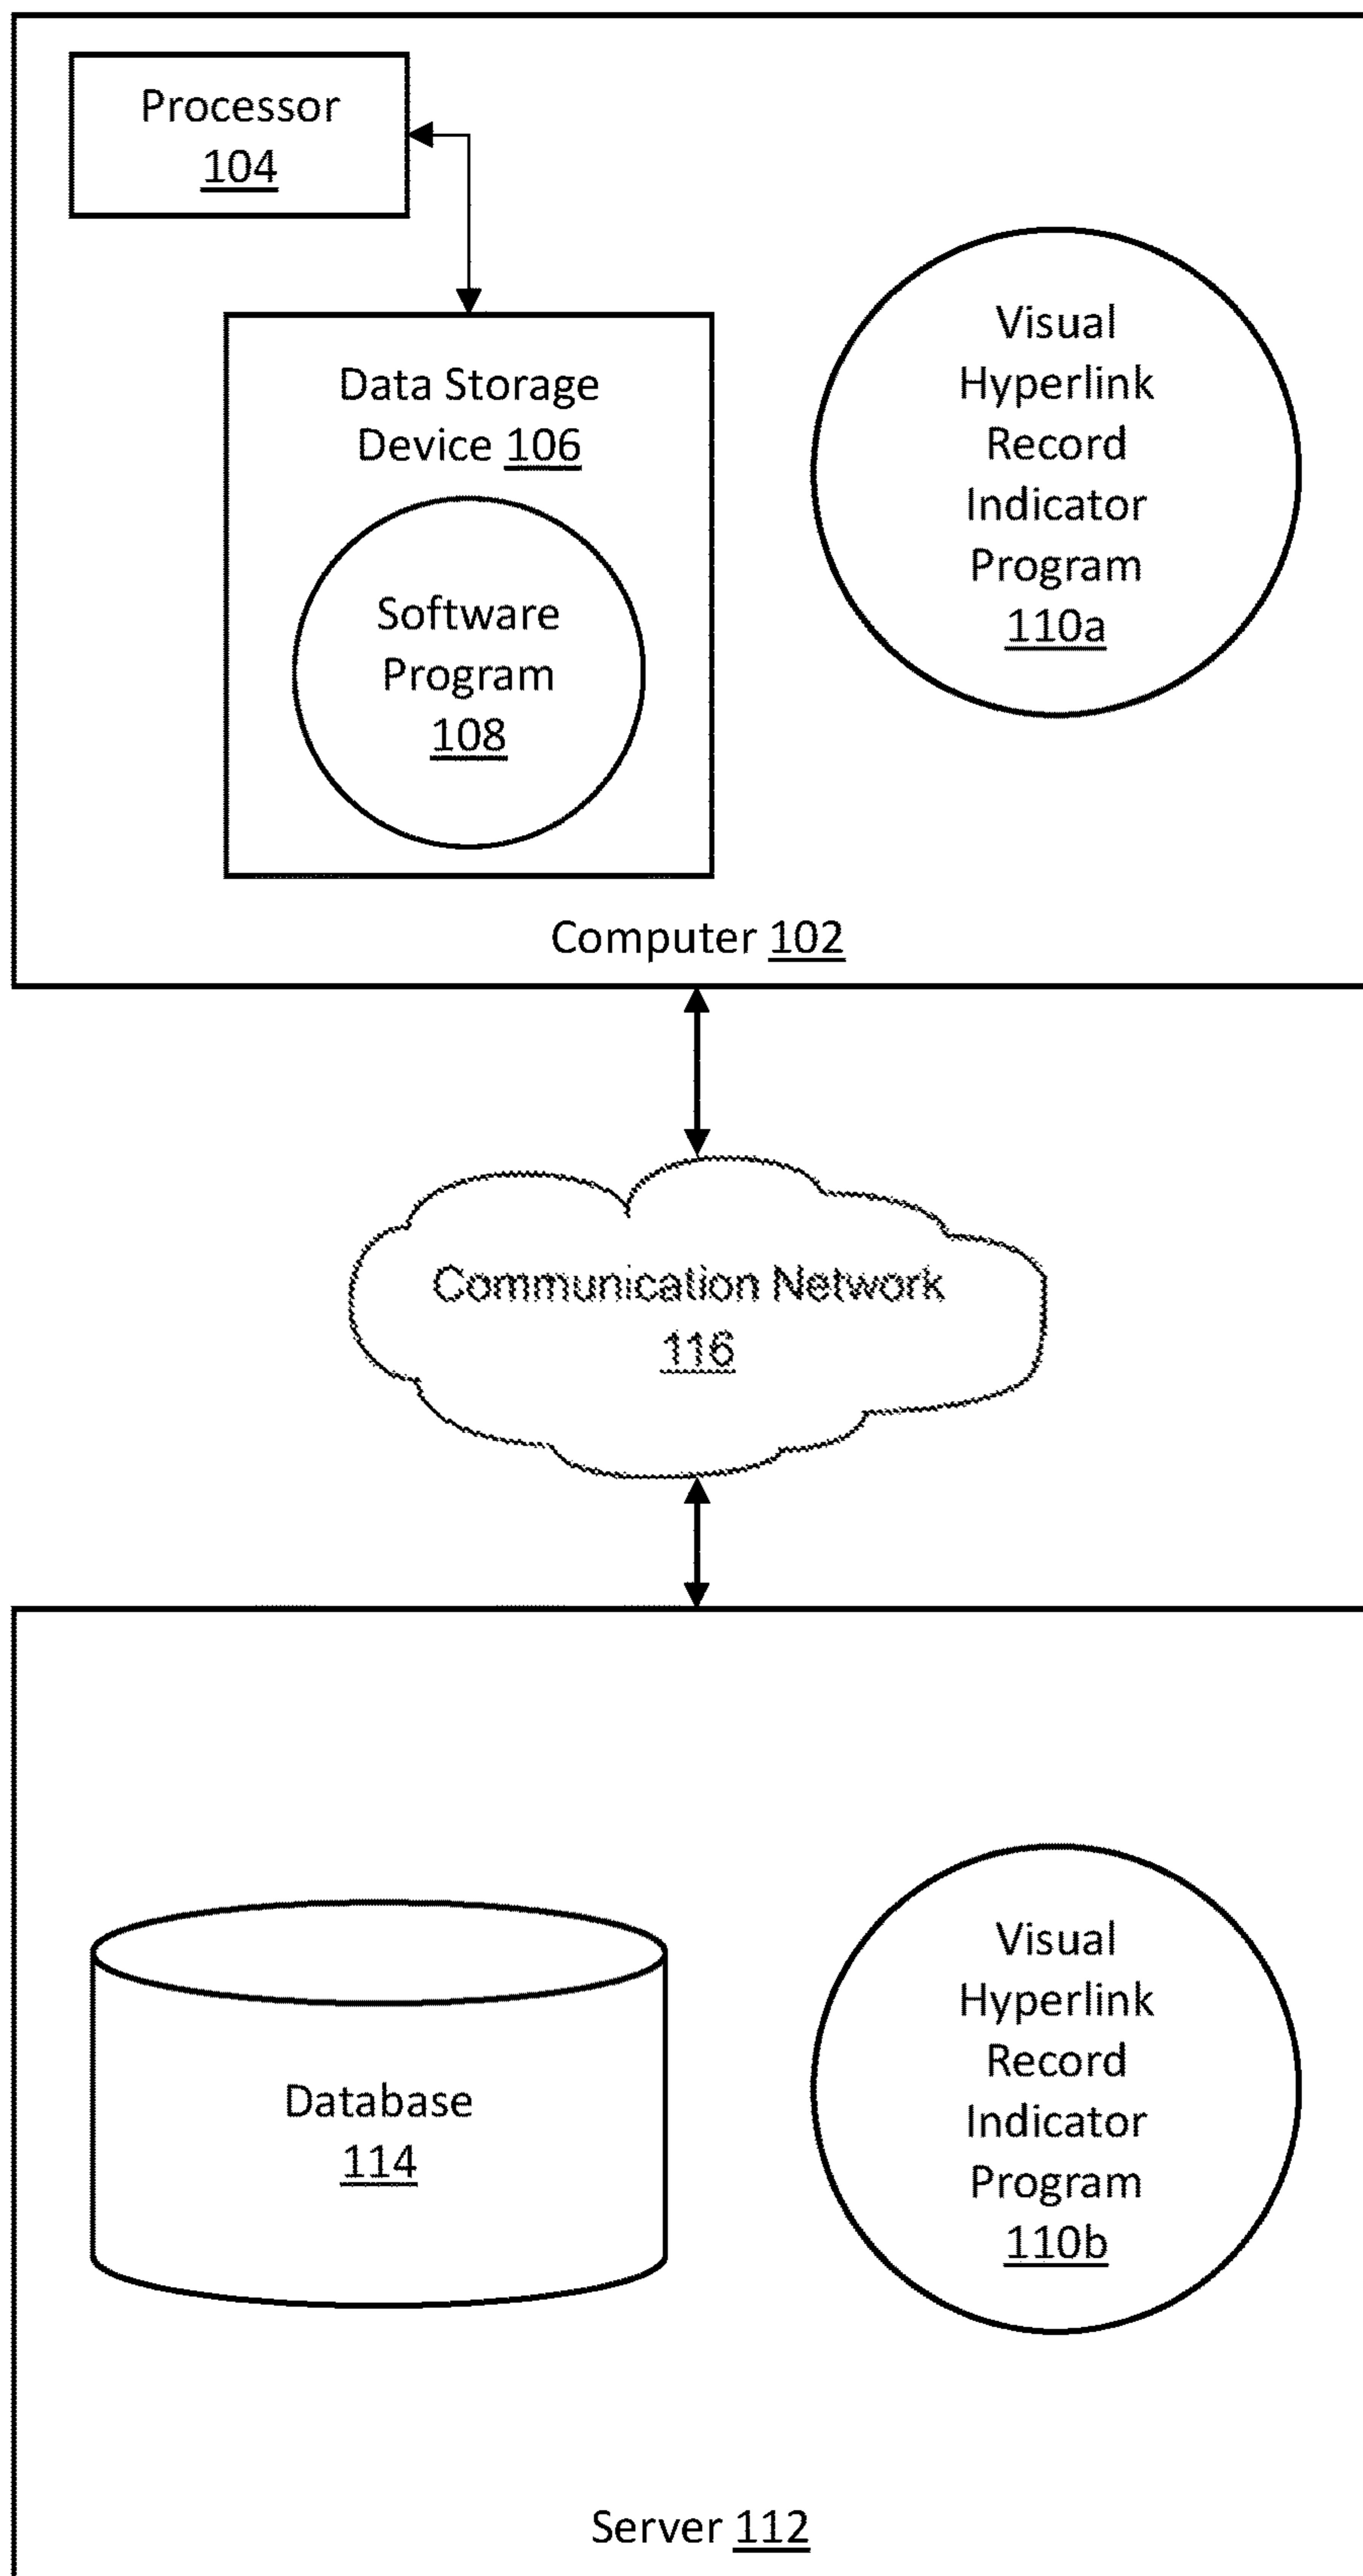 Processor
104
Data Storage
Device 106
Software
Program
108
Visual
Hyperlink
Record
Indicator
Program
110a
Computer 102
Communication Network
116
Database
114
Visual
Hyperlink
Record
Indicator
Program
110b
Server 112